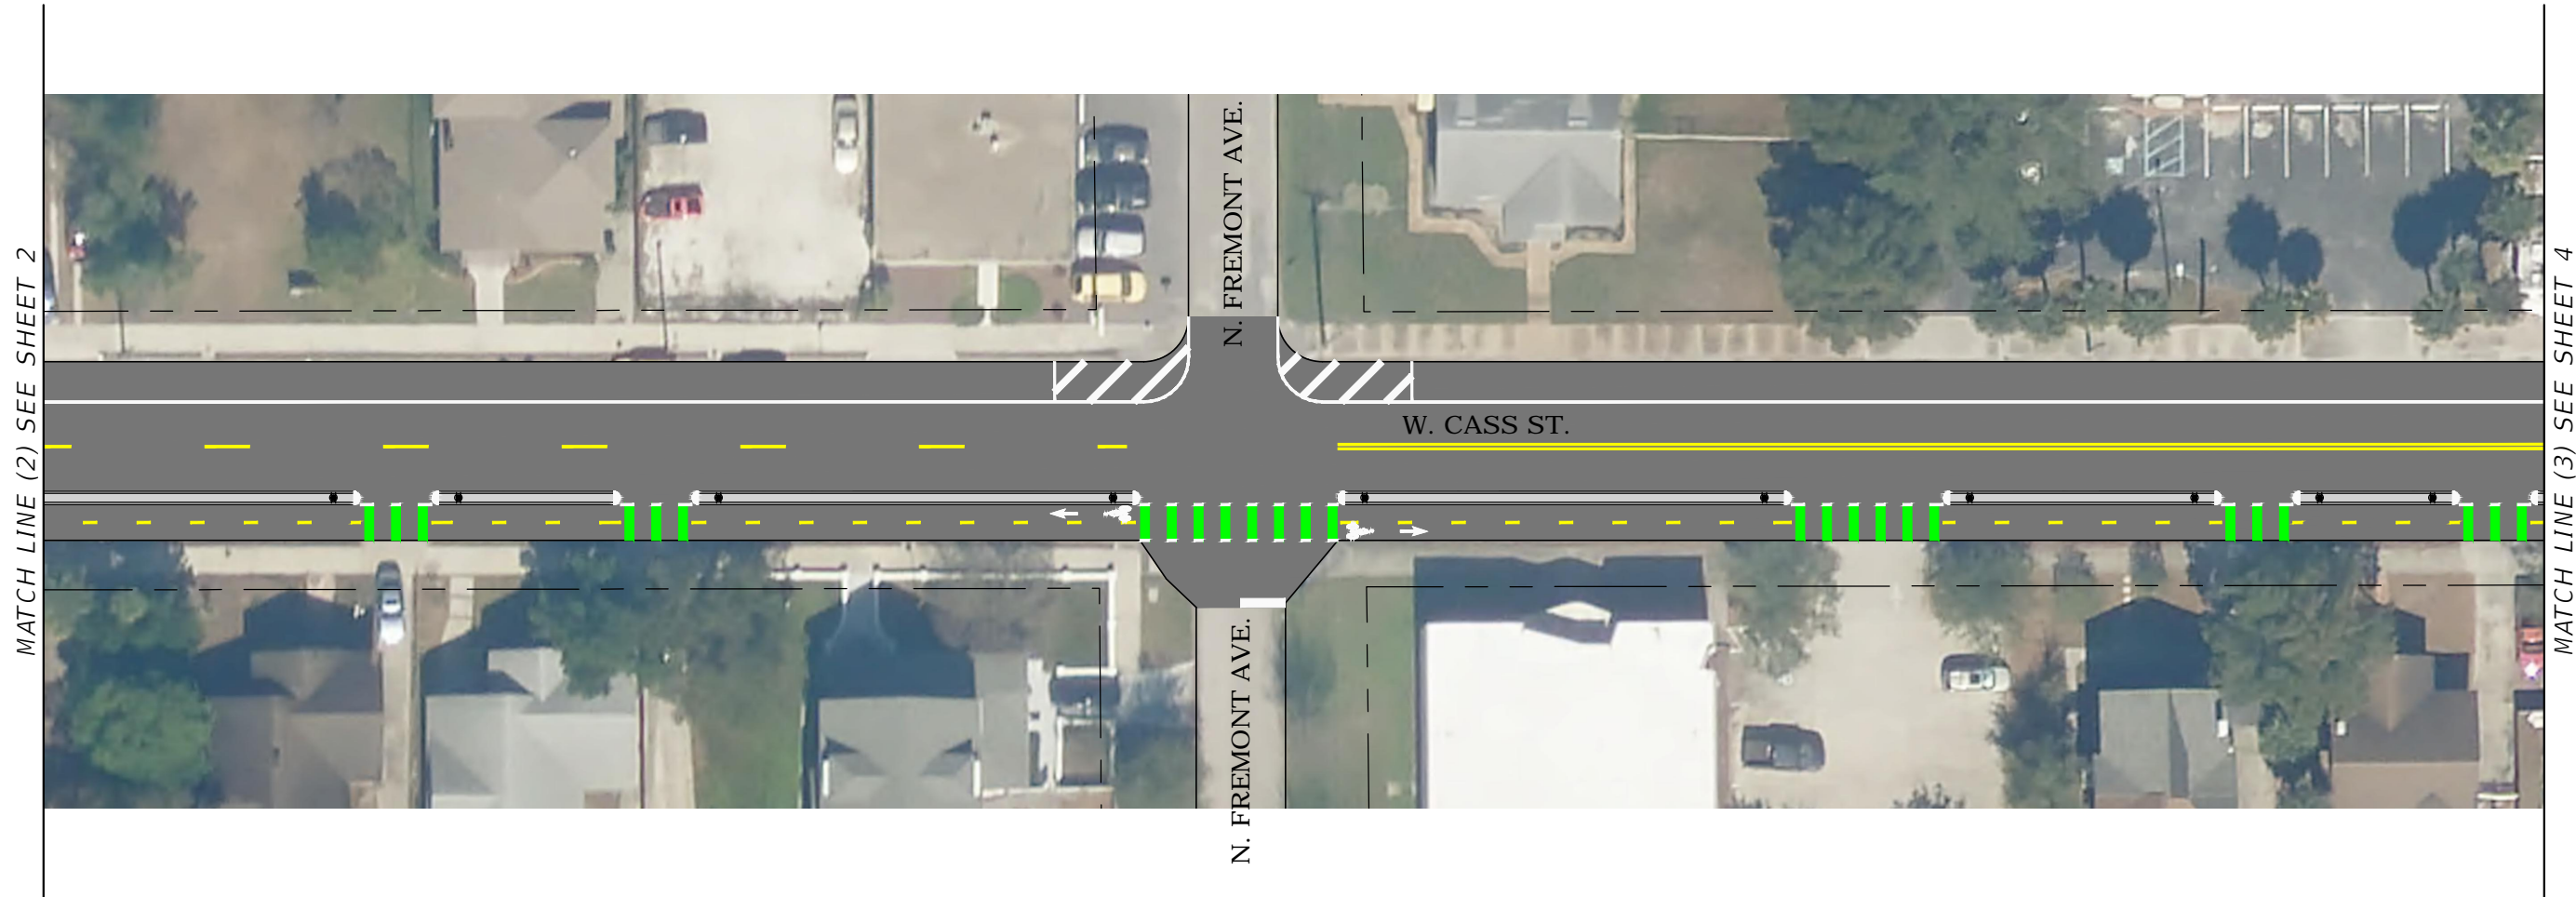 MATCH LINE (2) SEE SHEET 2
N. FREMONT AVE.
W. CASS ST.
N. FREMONT AVE.
MATCH LINE (3) SEE SHEET 4